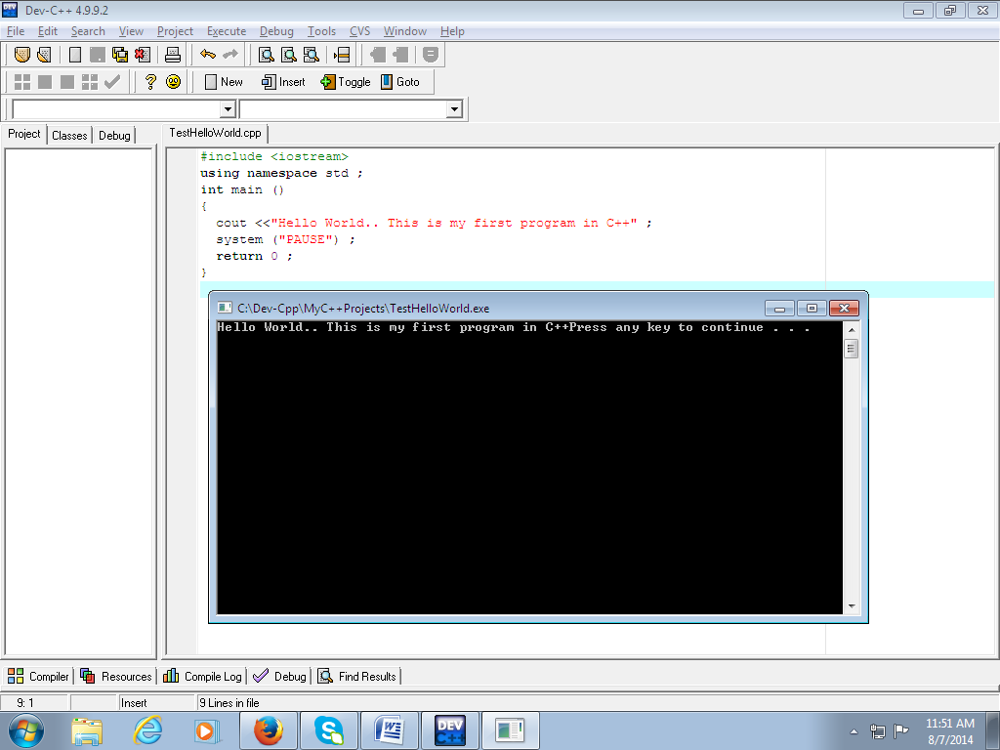 Dev-C++ 4.9.9.2
File Edit Search View Project Execute Debug Tools CVS Window Help
New Insert Toggle Goto
Project Classes Debug TestHelloWorld.cpp
#include <iostream>
using namespace std ;
int main ()
{
cout <<"Hello World.. This is my first program in C++" ;
system ("PAUSE") ;
return 0 ;
}
C:\Dev-Cpp\MyC++Projects\TestHelloWorld.exe
Hello World.. This is my first program in C++Press any key to continue . . .
Compiler Resources Compile Log Debug Find Results
9: 1 Insert 9 Lines in file
DEV C++
11:51 AM
8/7/2014